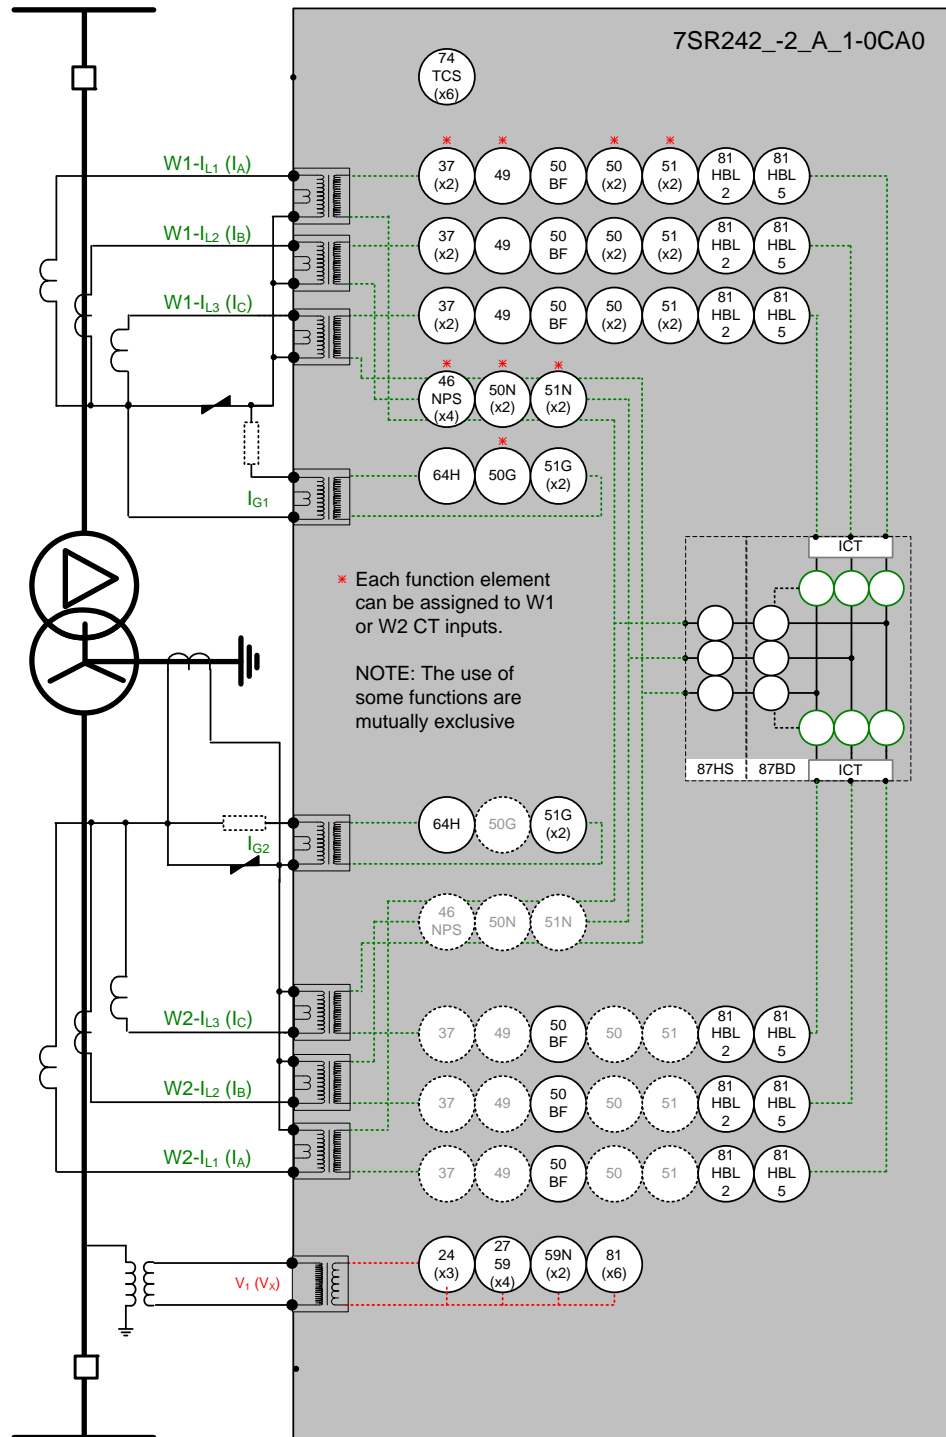 7SR242_-2_A_1-0CA0
74
TCS
(x6)
W1-IL1 (IA)
37
(x2)
49
50
BF
50
(x2)
51
(x2)
81
HBL
2
81
HBL
5
W1-IL2 (IB)
37
(x2)
49
50
BF
50
(x2)
51
(x2)
81
HBL
2
81
HBL
5
W1-IL3 (IC)
37
(x2)
49
50
BF
50
(x2)
51
(x2)
81
HBL
2
81
HBL
5
46
NPS
(x4)
50N
(x2)
51N
(x2)
IG1
64H
50G
51G
(x2)
ICT
* Each function element
can be assigned to W1
or W2 CT inputs.
NOTE: The use of
some functions are
mutually exclusive
87HS
87BD
ICT
IG2
64H
50G
51G
(x2)
46
NPS
50N
51N
W2-IL3 (IC)
37
49
50
BF
50
51
81
HBL
2
81
HBL
5
W2-IL2 (IB)
37
49
50
BF
50
51
81
HBL
2
81
HBL
5
W2-IL1 (IA)
37
49
50
BF
50
51
81
HBL
2
81
HBL
5
V1 (VX)
24
(x3)
27
59
(x4)
59N
(x2)
81
(x6)